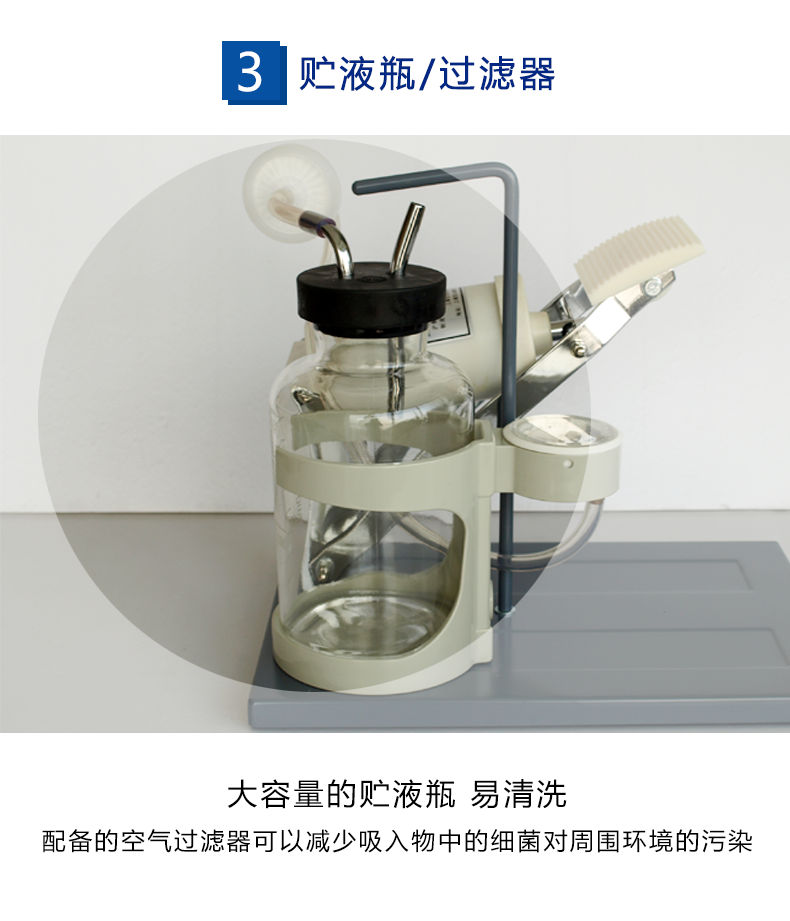 3 贮液瓶/过滤器
大容量的贮液瓶 易清洗
配备的空气过滤器可以减少吸入物中的细菌对周围环境的污染